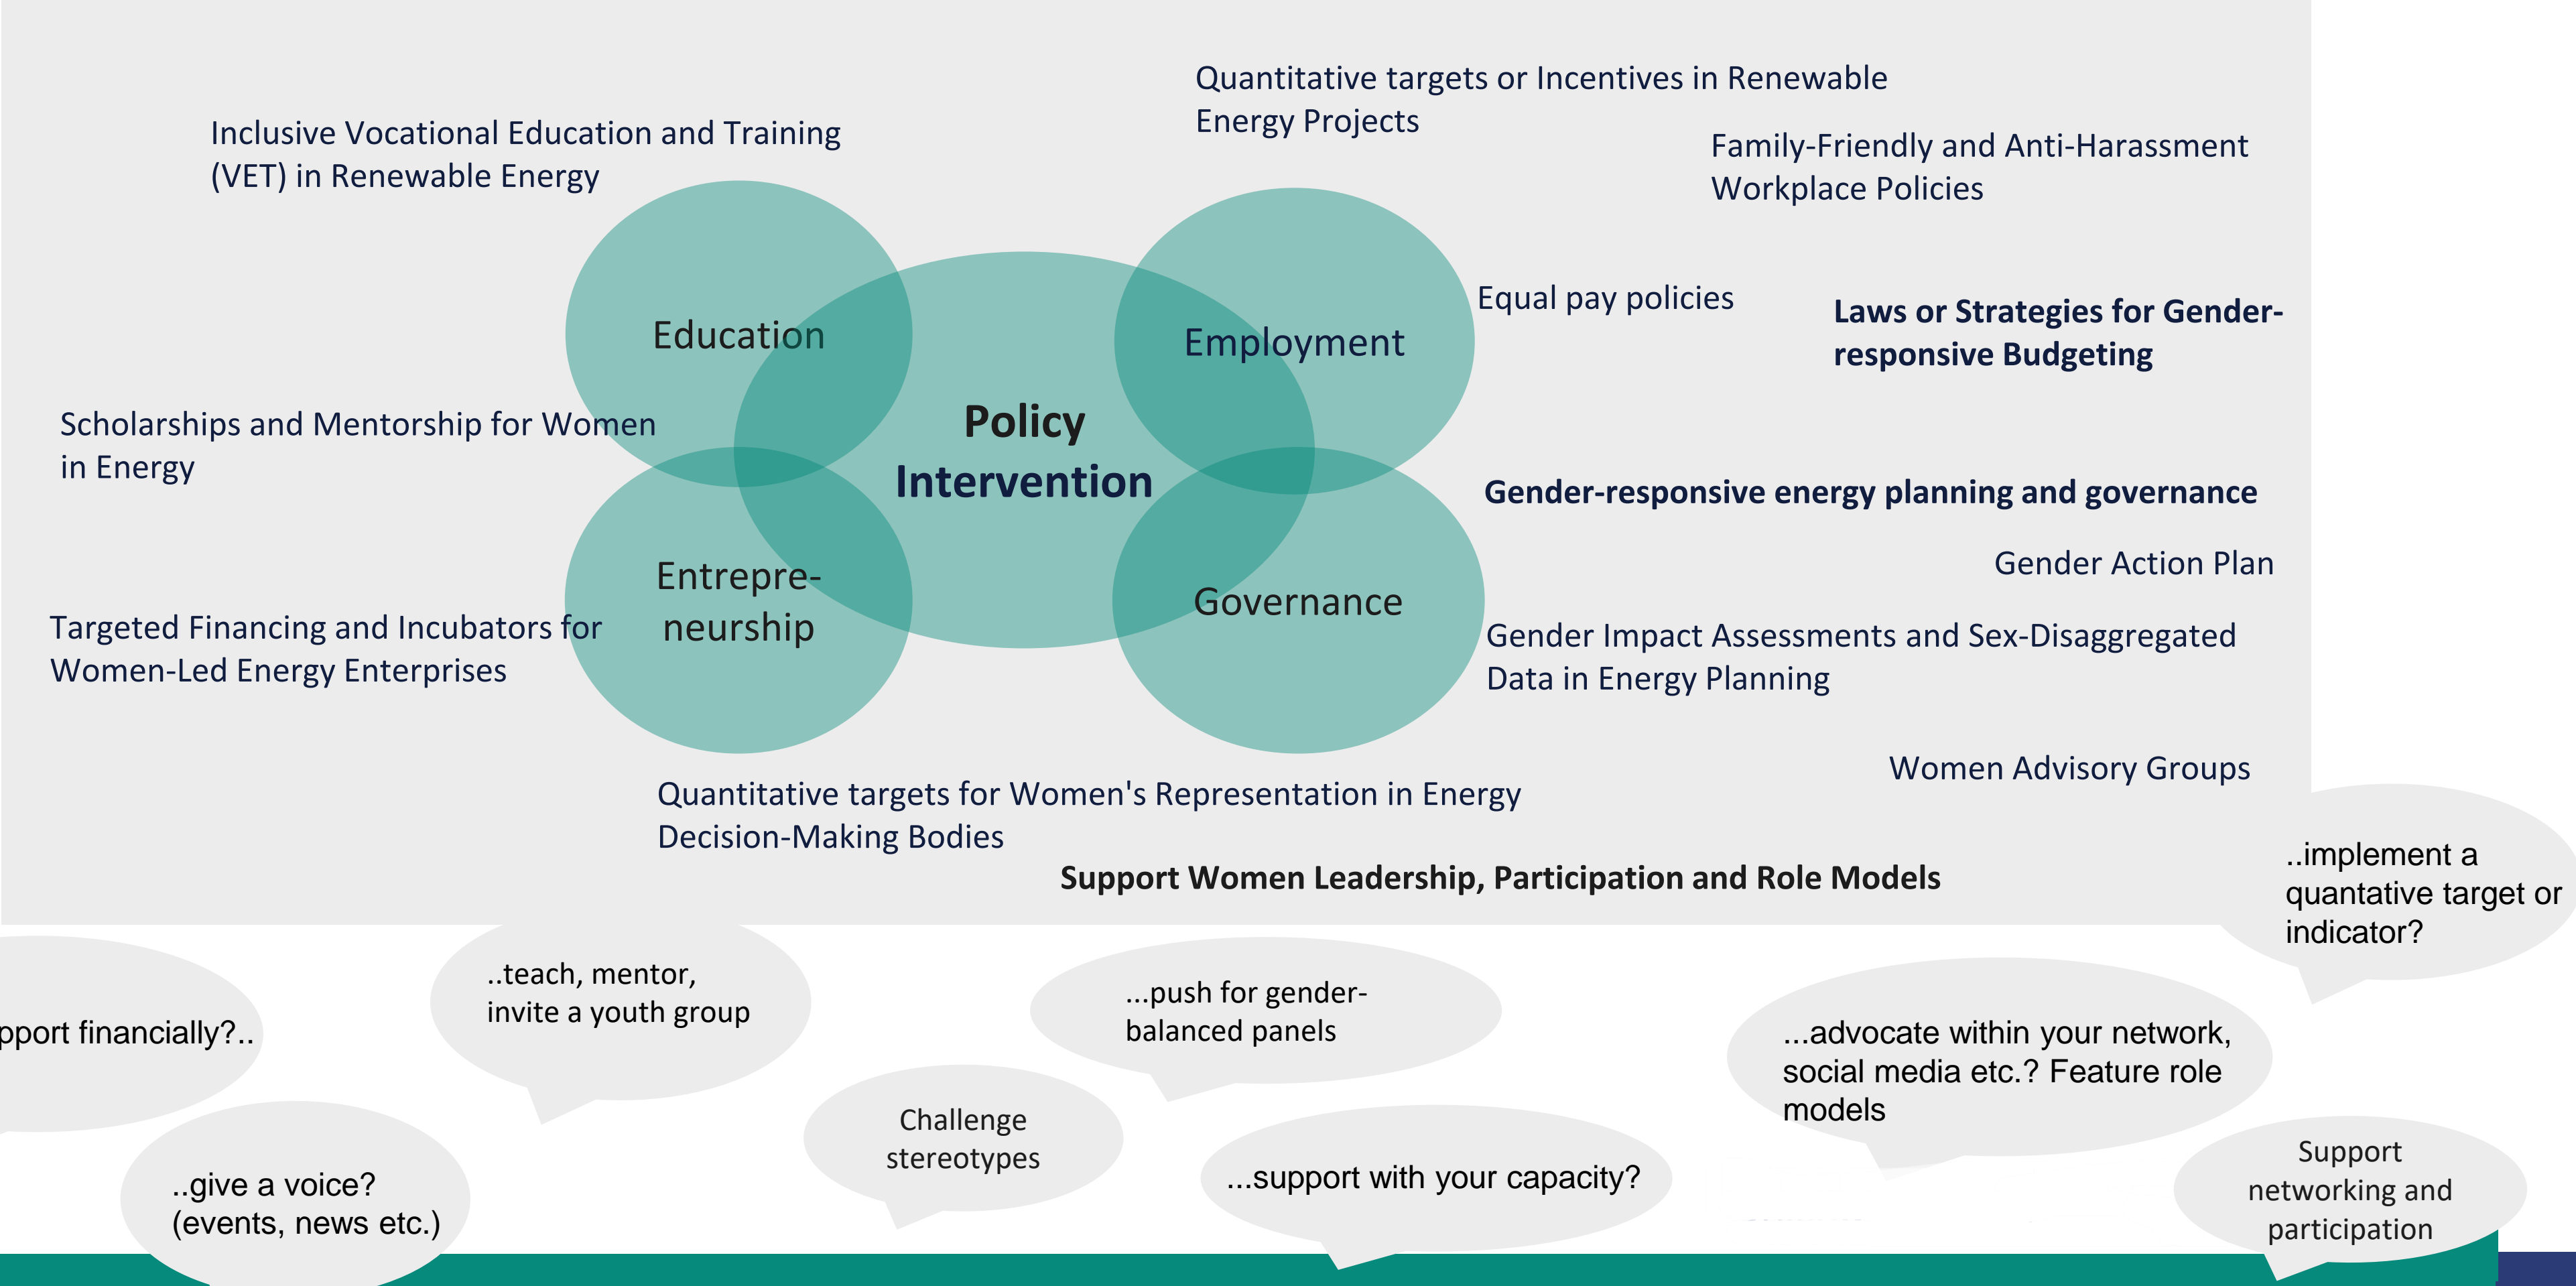 Quantitative targets or Incentives in Renewable
Energy Projects
Inclusive Vocational Education and Training
(VET) in Renewable Energy
Family-Friendly and Anti-Harassment
Workplace Policies
Education
Employment
Equal pay policies
Laws or Strategies for Gender-
responsive Budgeting
Policy
Intervention
Scholarships and Mentorship for Women
in Energy
Gender-responsive energy planning and governance
Entrepre-
neurship
Governance
Gender Action Plan
Targeted Financing and Incubators for
Women-Led Energy Enterprises
Gender Impact Assessments and Sex-Disaggregated
Data in Energy Planning
Women Advisory Groups
Quantitative targets for Women's Representation in Energy
Decision-Making Bodies
Support Women Leadership, Participation and Role Models
..implement a
quantative target or
indicator?
..teach, mentor,
invite a youth group
...push for gender-
balanced panels
financially?..
...advocate within your network,
social media etc.? Feature role
models
Challenge
stereotypes
...support with your capacity?
..give a voice?
(events, news etc.)
Support
networking and
participation